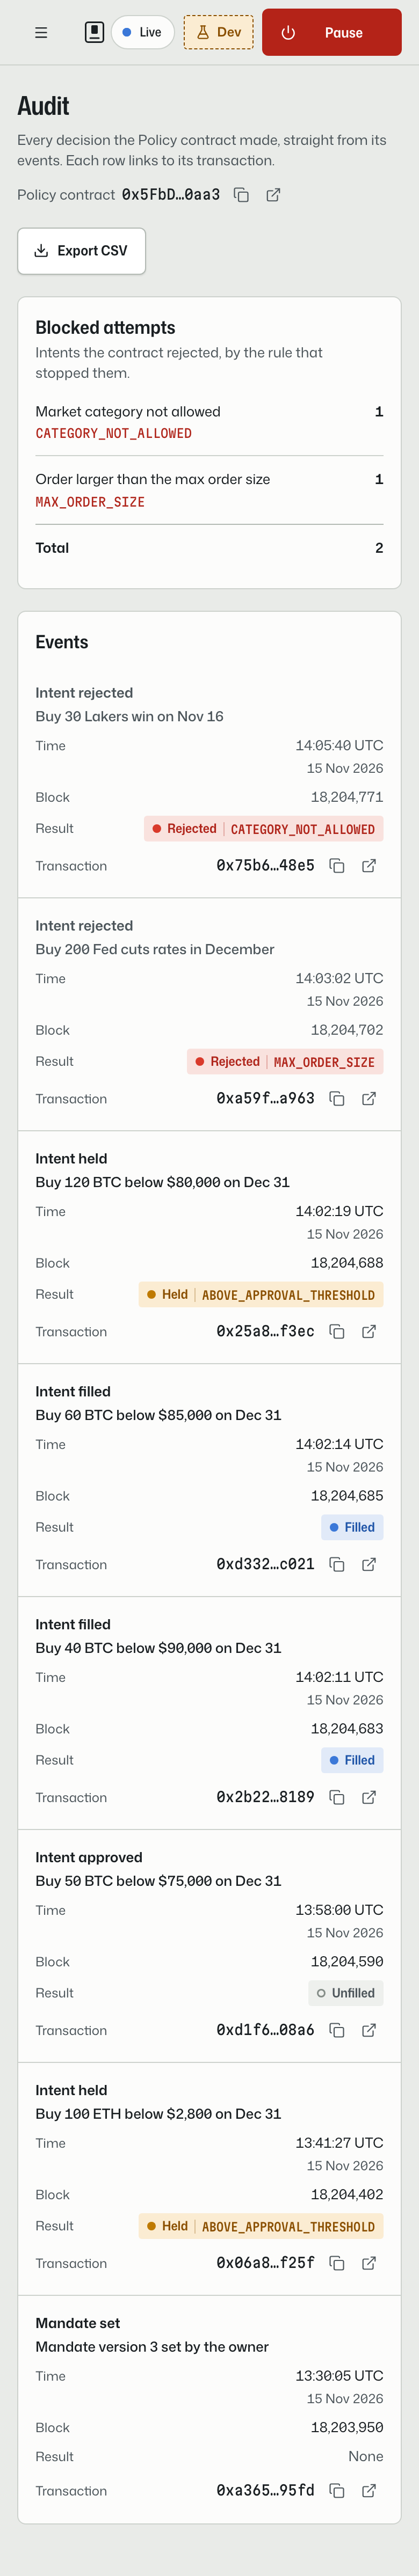 Live
Dev
Pause
Audit
Every decision the Policy contract made, straight from its
events. Each row links to its transaction.
Policy contract 0x5FbD…0aa3
Export CSV
Blocked attempts
Intents the contract rejected, by the rule that
stopped them.
Market category not allowed 1
CATEGORY_NOT_ALLOWED
Order larger than the max order size 1
MAX_ORDER_SIZE
Total 2
Events
Intent rejected
Buy 30 Lakers win on Nov 16
Time 14:05:40 UTC
15 Nov 2026
Block 18,204,771
Result Rejected | CATEGORY_NOT_ALLOWED
Transaction 0x75b6…48e5
Intent rejected
Buy 200 Fed cuts rates in December
Time 14:03:02 UTC
15 Nov 2026
Block 18,204,702
Result Rejected | MAX_ORDER_SIZE
Transaction 0xa59f…a963
Intent held
Buy 120 BTC below $80,000 on Dec 31
Time 14:02:19 UTC
15 Nov 2026
Block 18,204,688
Result Held | ABOVE_APPROVAL_THRESHOLD
Transaction 0x25a8…f3ec
Intent filled
Buy 60 BTC below $85,000 on Dec 31
Time 14:02:14 UTC
15 Nov 2026
Block 18,204,685
Result Filled
Transaction 0xd332…c021
Intent filled
Buy 40 BTC below $90,000 on Dec 31
Time 14:02:11 UTC
15 Nov 2026
Block 18,204,683
Result Filled
Transaction 0x2b22…8189
Intent approved
Buy 50 BTC below $75,000 on Dec 31
Time 13:58:00 UTC
15 Nov 2026
Block 18,204,590
Result Unfilled
Transaction 0xd1f6…08a6
Intent held
Buy 100 ETH below $2,800 on Dec 31
Time 13:41:27 UTC
15 Nov 2026
Block 18,204,402
Result Held | ABOVE_APPROVAL_THRESHOLD
Transaction 0x06a8…f25f
Mandate set
Mandate version 3 set by the owner
Time 13:30:05 UTC
15 Nov 2026
Block 18,203,950
Result None
Transaction 0xa365…95fd